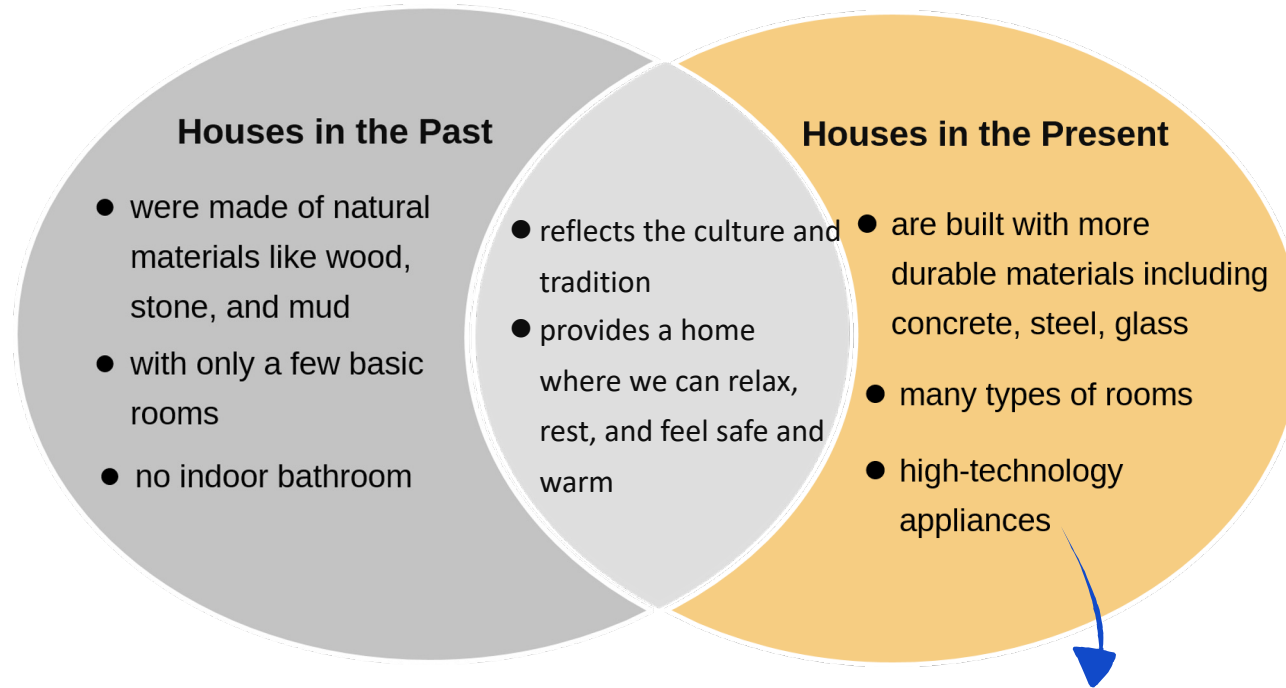 Houses in the Past
● were made of natural
materials like wood,
stone, and mud
● with only a few basic
rooms
● no indoor bathroom
● reflects the culture and
tradition
● provides a home
where we can relax,
rest, and feel safe and
warm
Houses in the Present
● are built with more
durable materials including
concrete, steel, glass
● many types of rooms
● high-technology
appliances